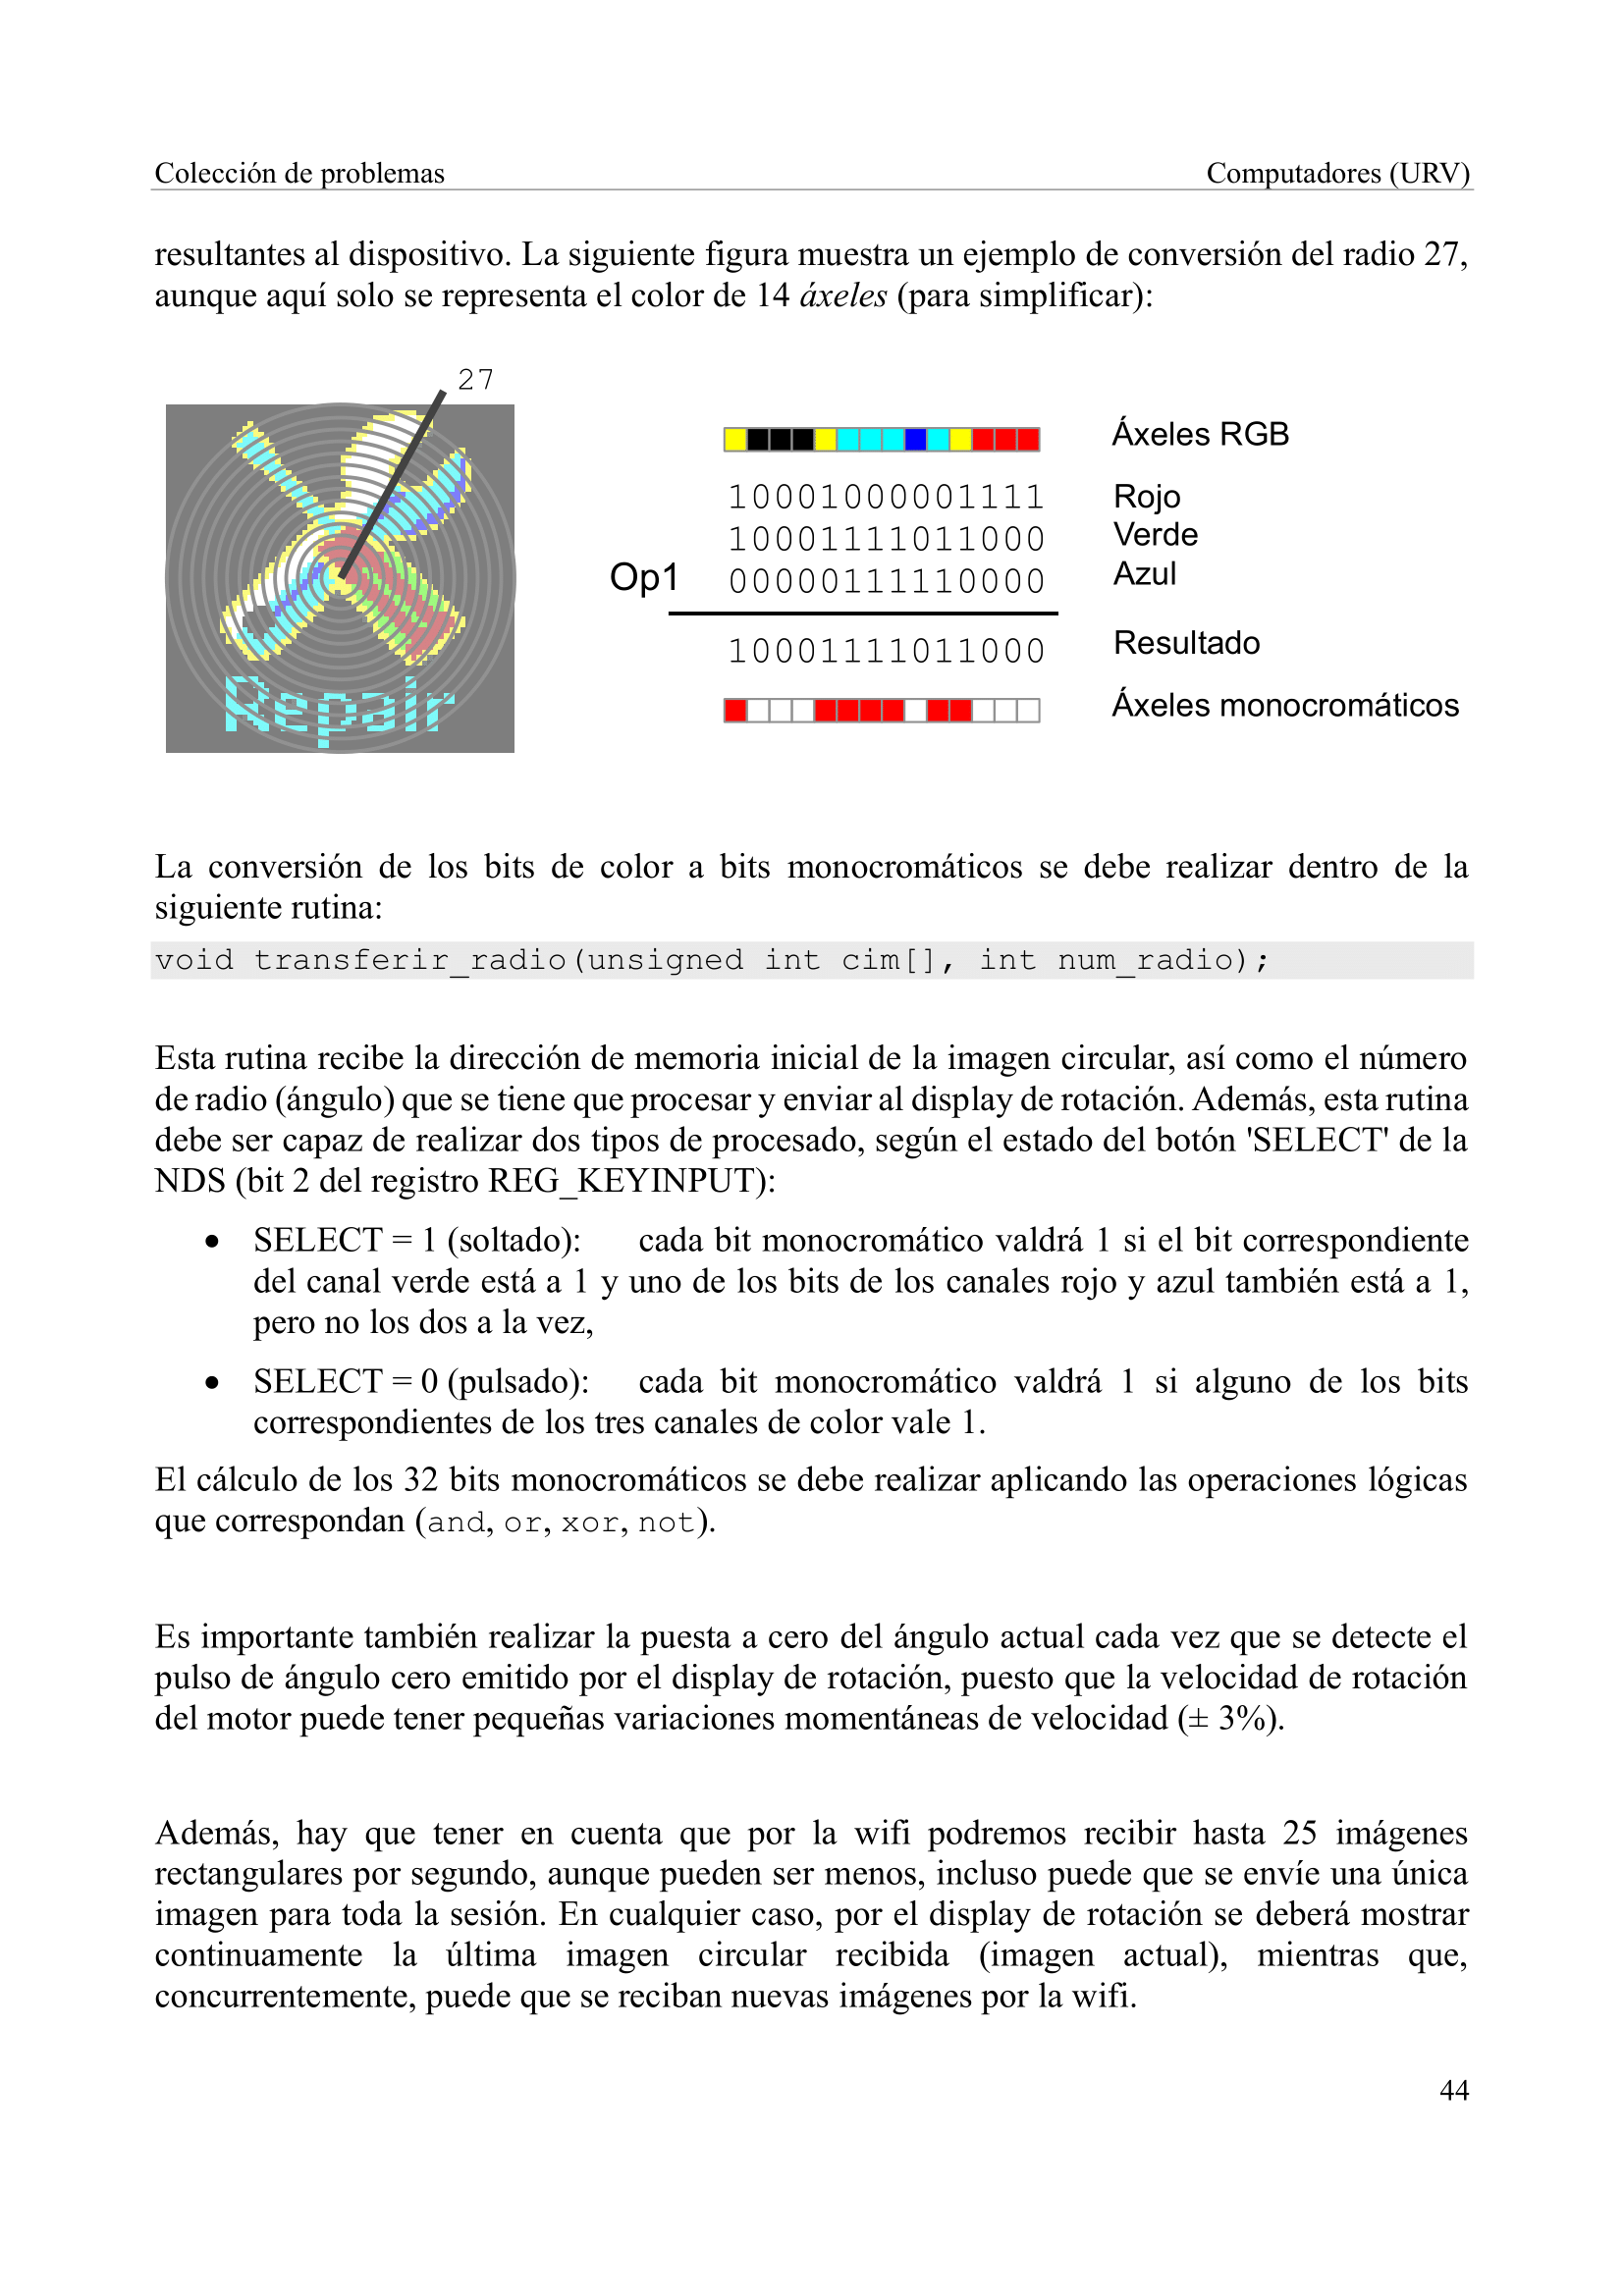 Colección de problemas Computadores (URV)
resultantes al dispositivo. La siguiente figura muestra un ejemplo de conversión del radio 27,
aunque aquí solo se representa el color de 14 áxeles (para simplificar):
27
Áxeles RGB
10001000001111 Rojo
10001111011000 Verde
Op1 00000111110000 Azul
10001111011000 Resultado
Áxeles monocromáticos
Repair
La conversión de los bits de color a bits monocromáticos se debe realizar dentro de la
siguiente rutina:
void transferir_radio(unsigned int cim[], int num_radio);
Esta rutina recibe la dirección de memoria inicial de la imagen circular, así como el número
de radio (ángulo) que se tiene que procesar y enviar al display de rotación. Además, esta rutina
debe ser capaz de realizar dos tipos de procesado, según el estado del botón 'SELECT' de la
NDS (bit 2 del registro REG_KEYINPUT):
• SELECT = 1 (soltado): cada bit monocromático valdrá 1 si el bit correspondiente
del canal verde está a 1 y uno de los bits de los canales rojo y azul también está a 1,
pero no los dos a la vez,
• SELECT = 0 (pulsado): cada bit monocromático valdrá 1 si alguno de los bits
correspondientes de los tres canales de color vale 1.
El cálculo de los 32 bits monocromáticos se debe realizar aplicando las operaciones lógicas
que correspondan (and, or, xor, not).
Es importante también realizar la puesta a cero del ángulo actual cada vez que se detecte el
pulso de ángulo cero emitido por el display de rotación, puesto que la velocidad de rotación
del motor puede tener pequeñas variaciones momentáneas de velocidad (± 3%).
Además, hay que tener en cuenta que por la wifi podremos recibir hasta 25 imágenes
rectangulares por segundo, aunque pueden ser menos, incluso puede que se envíe una única
imagen para toda la sesión. En cualquier caso, por el display de rotación se deberá mostrar
continuamente la última imagen circular recibida (imagen actual), mientras que,
concurrentemente, puede que se reciban nuevas imágenes por la wifi.
44